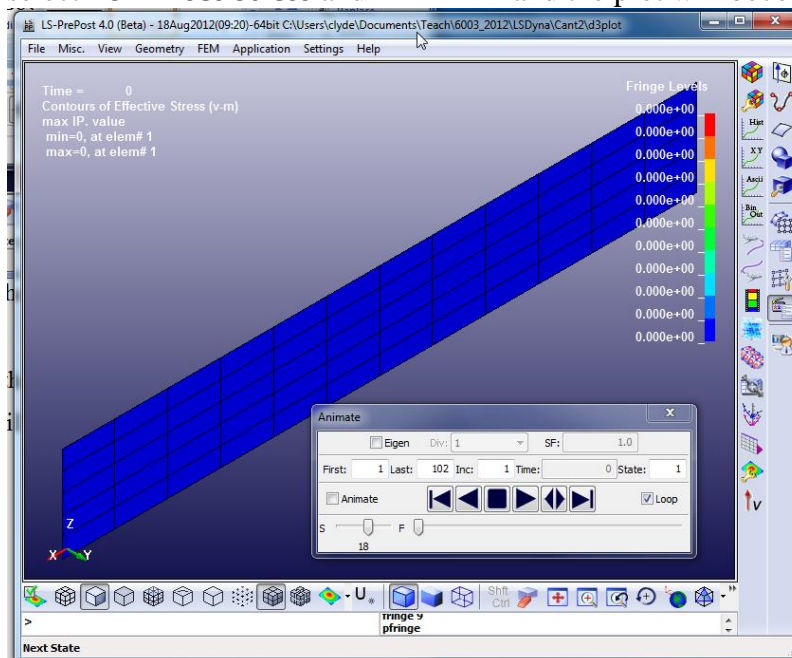 LS-PrePost 4.0 (Beta) - 18Aug2012(09:20)-64bit C:\Users\clyde\Documents\Teach\6003_2012\LSDyna\Cant2\d3plot
File Misc. View Geometry FEM Application Settings Help
Time = 0
Contours of Effective Stress (v-m)
max IP. value
min=0, at elem# 1
max=0, at elem# 1
Fringe Levels
0.000e+00
0.000e+00
0.000e+00
0.000e+00
0.000e+00
0.000e+00
0.000e+00
0.000e+00
0.000e+00
0.000e+00
0.000e+00
Z
X Y
Hist
XY
Ascii
Bin
Out
V
Animate
X
Eigen Div: 1 SF: 1.0
First: 1 Last: 102 Inc: 1 Time: 0 State: 1
Animate Loop
S F
18
U
Shft
Ctrl
>
fringe 9
pfringe
Next State